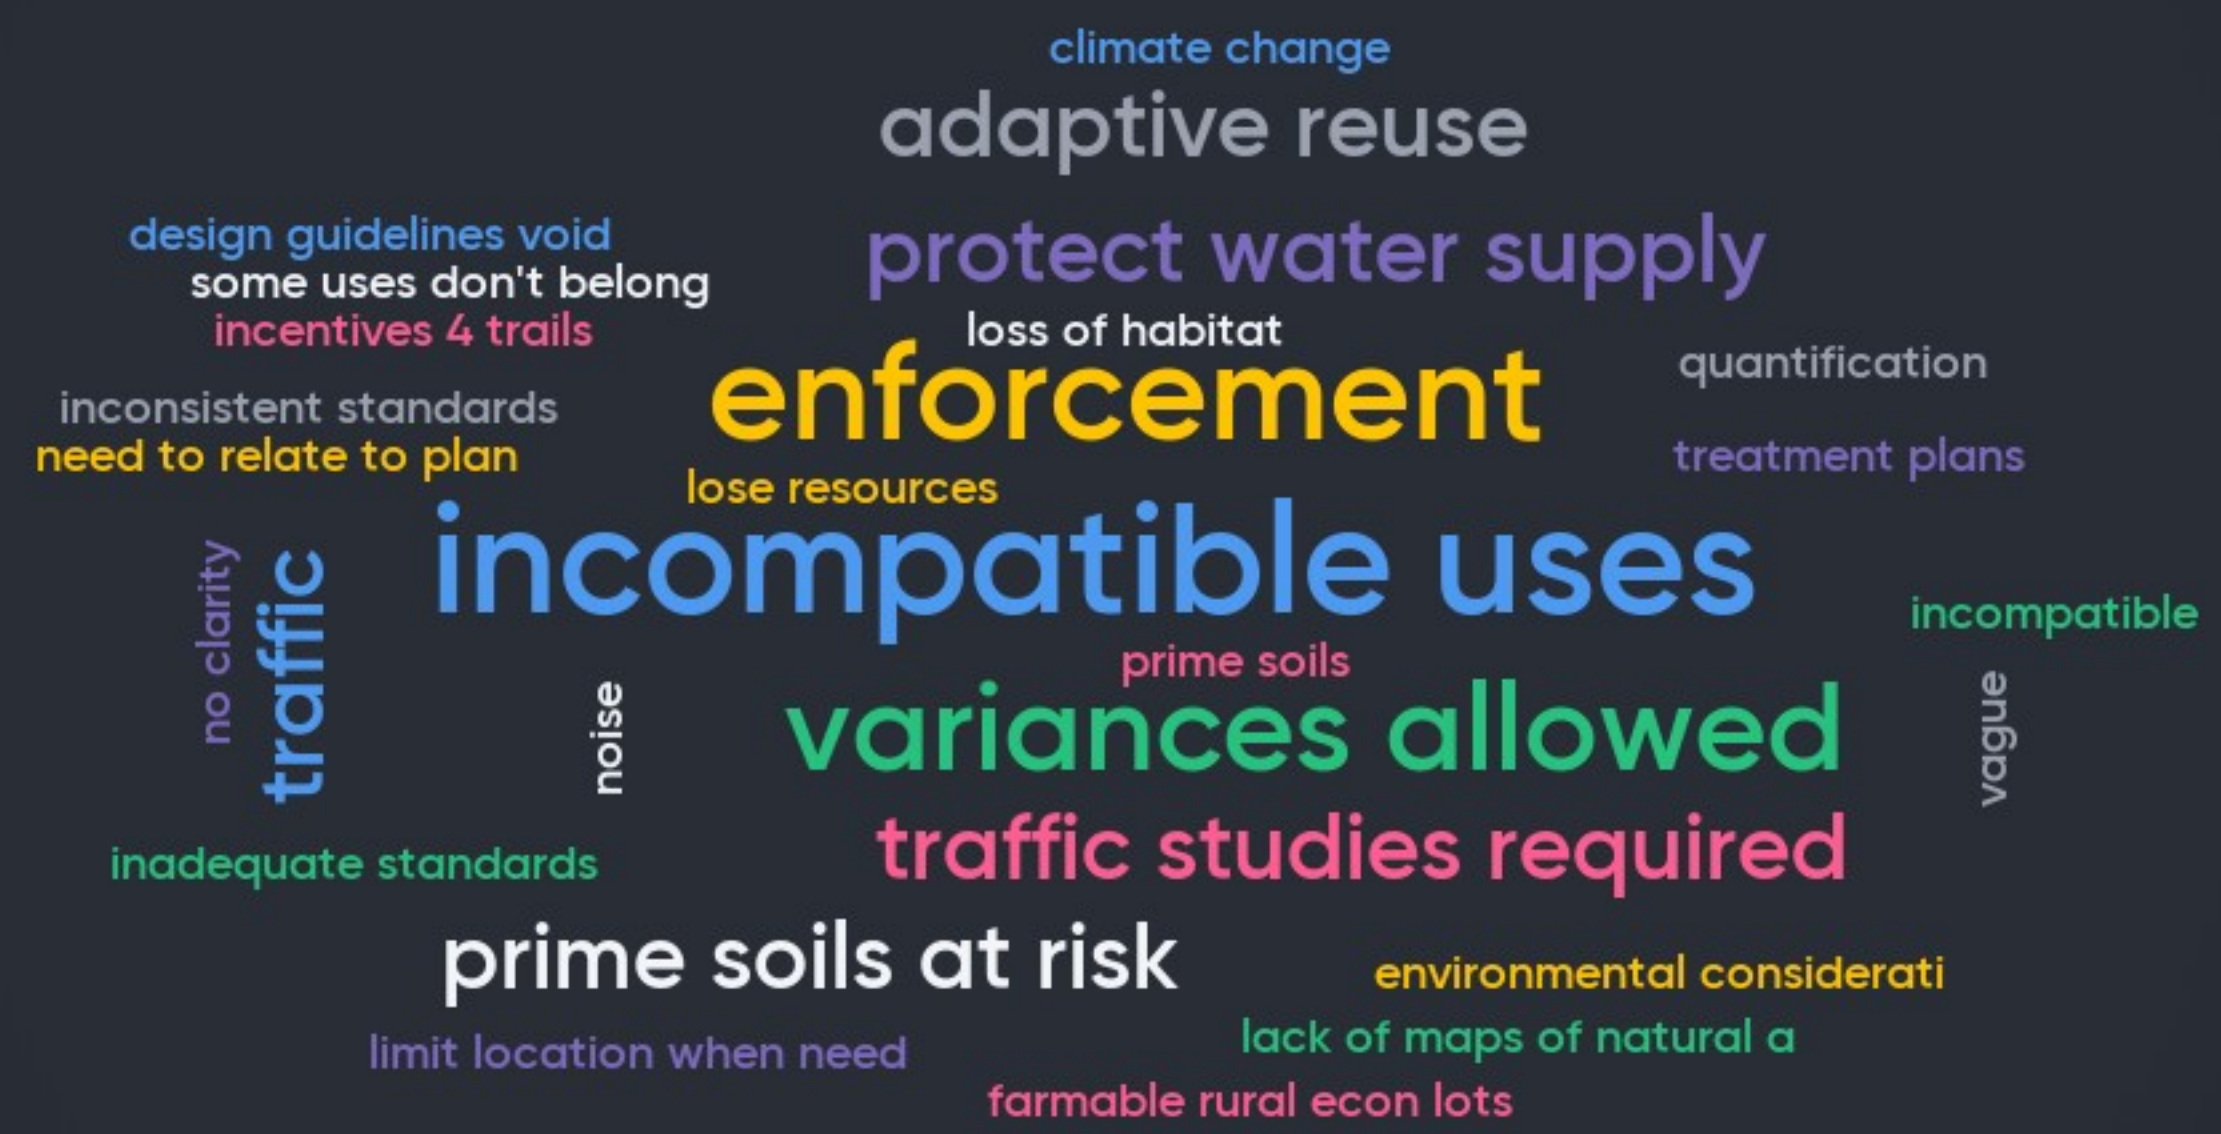 climate change
adaptive reuse
design guidelines void
protect water supply
some uses don't belong
incentives 4 trails
loss of habitat
enforcement
quantification
inconsistent standards
need to relate to plan
treatment plans
lose resources
incompatible uses
no clarity
traffic
incompatible
prime soils
noise
variances allowed
vague
traffic studies required
inadequate standards
prime soils at risk
environmental considerati
lack of maps of natural a
limit location when need
farmable rural econ lots